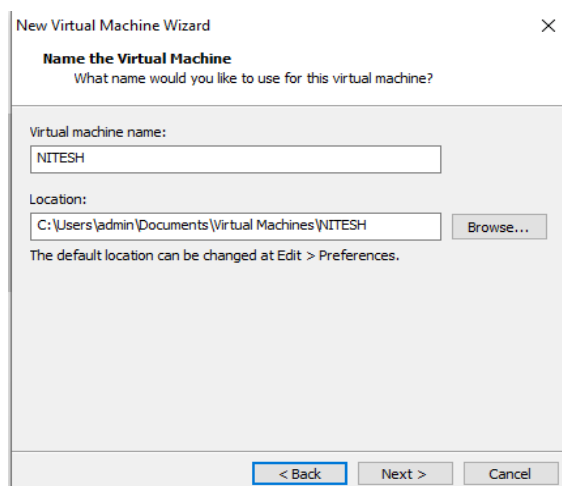 New Virtual Machine Wizard
Name the Virtual Machine
What name would you like to use for this virtual machine?
Virtual machine name:
NITESH
Location:
C:\Users\admin\Documents\Virtual Machines\NITESH
Browse...
The default location can be changed at Edit > Preferences.
< Back Next > Cancel